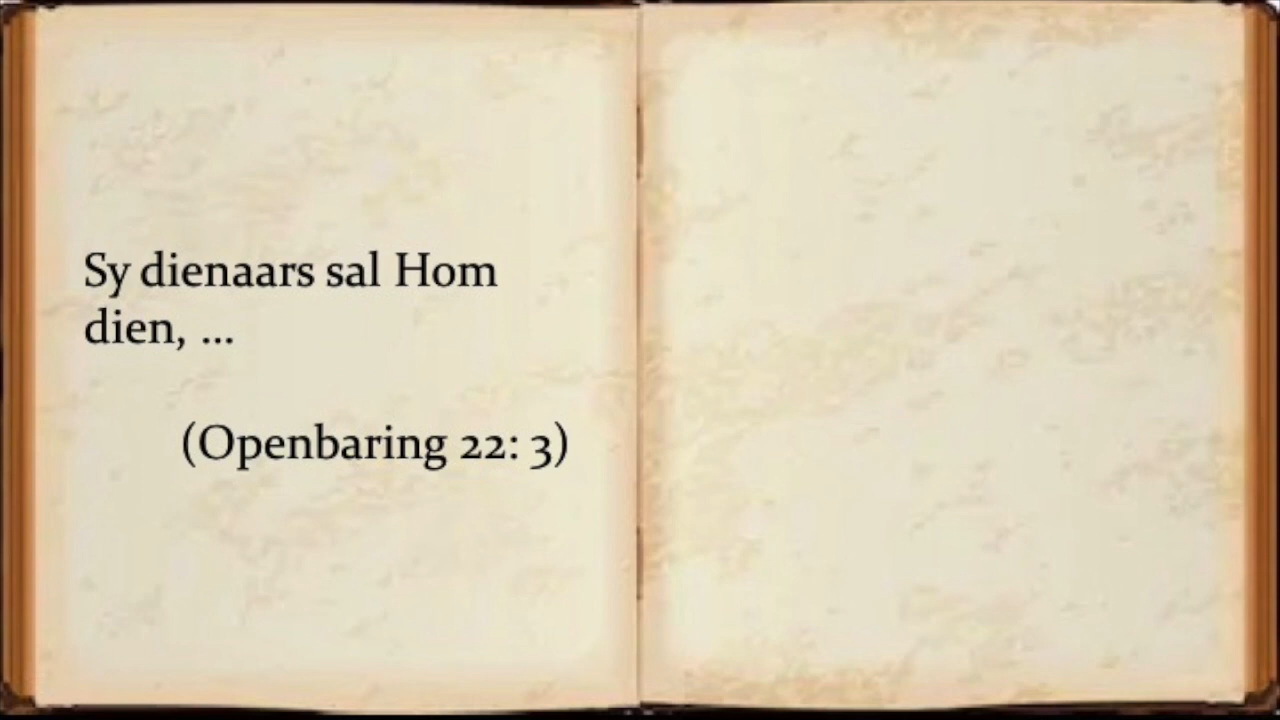 Sy dienaars sal Hom
dien, ...
(Openbaring 22: 3)